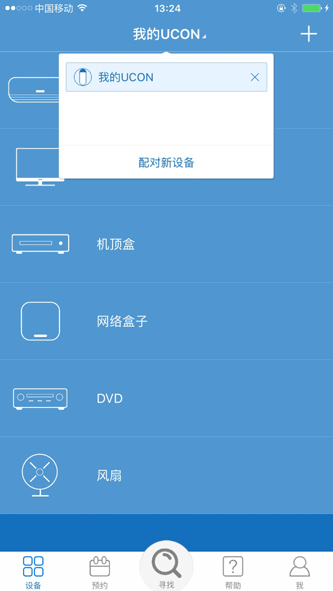 中国移动
13:24
我的UCON
我的UCON
配对新设备
机顶盒
网络盒子
DVD
风扇
设备
预约
寻找
帮助
我